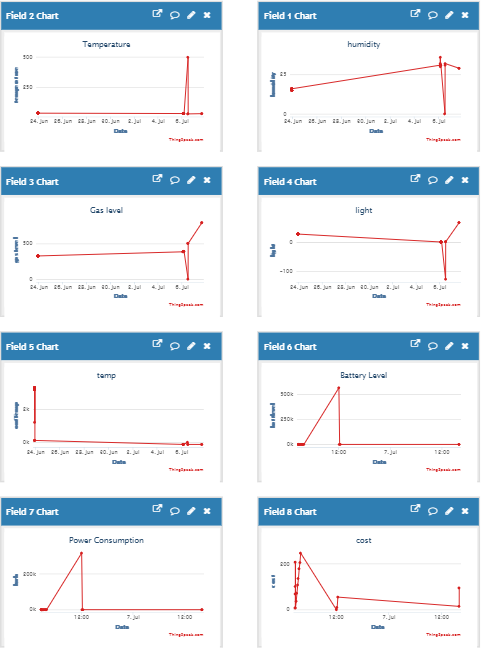 Field 2 Chart
Temperature
500
250
24. Jun 26. Jun 28. Jun 30. Jun 2. Jul 4. Jul 6. Jul
Date
ThingSpeak.com
Field 1 Chart
humidity
humidity
25
0
24. Jun 26. Jun 28. Jun 30. Jun 2. Jul 4. Jul 6. Jul
Date
ThingSpeak.com
Field 3 Chart
Gas level
gas level
500
0
24. Jun 26. Jun 28. Jun 30. Jun 2. Jul 4. Jul 6. Jul
Date
ThingSpeak.com
Field 4 Chart
light
light
0
-100
24. Jun 26. Jun 28. Jun 30. Jun 2. Jul 4. Jul 6. Jul
Date
ThingSpeak.com
Field 5 Chart
temp
2k
0k
24. Jun 26. Jun 28. Jun 30. Jun 2. Jul 4. Jul 6. Jul
Date
ThingSpeak.com
Field 6 Chart
Battery Level
500k
250k
0k
12:00 7. Jul 12:00
Date
ThingSpeak.com
Field 7 Chart
Power Consumption
200k
0k
12:00 7. Jul 12:00
Date
ThingSpeak.com
Field 8 Chart
cost
cost
200
0
12:00 7. Jul 12:00
Date
ThingSpeak.com